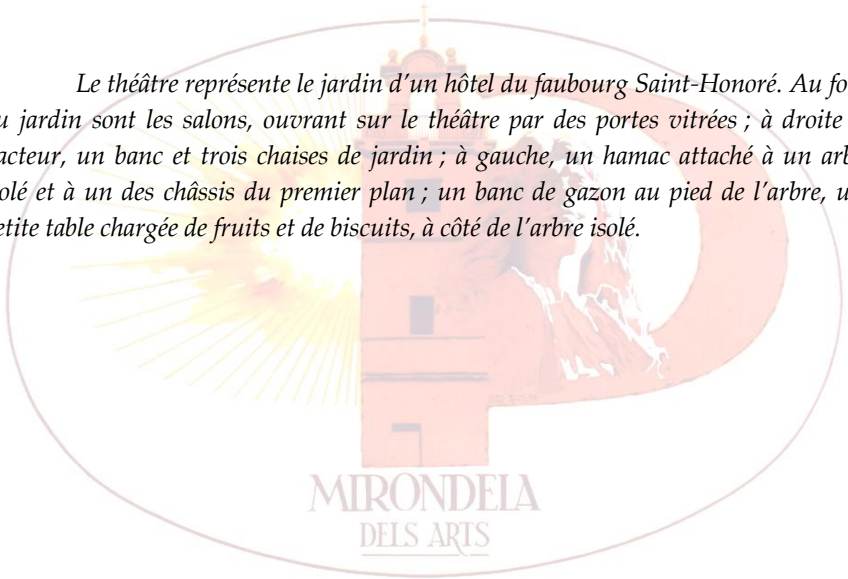 Le théâtre représente le jardin d’un hôtel du faubourg Saint-Honoré. Au fo
u jardin sont les salons, ouvrant sur le théâtre par des portes vitrées ; à droite
acteur, un banc et trois chaises de jardin ; à gauche, un hamac attaché à un arb
olé et à un des châssis du premier plan ; un banc de gazon au pied de l’arbre, u
etite table chargée de fruits et de biscuits, à côté de l’arbre isolé.
MIRONDELA
DELS ARTS